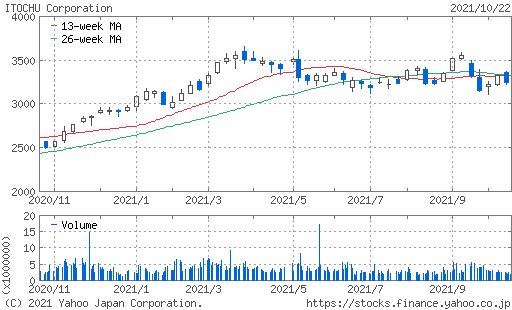 ITOCHU Corporation 2021/10/22
13-week MA
26-week MA
4000
3500
3000
2500
2000
2020/11 2021/1 2021/3 2021/5 2021/7 2021/9
Volume
20
15
10
5
0
(x1000000)
2020/11 2021/1 2021/3 2021/5 2021/7 2021/9
(C) 2021 Yahoo Japan Corporation. https://stocks.finance.yahoo.co.jp/